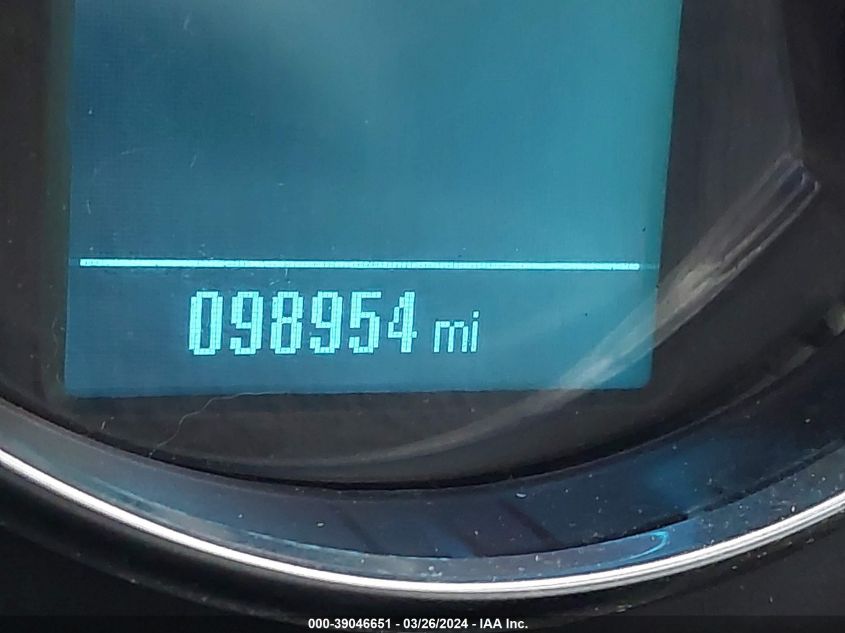 098954 mi
000-39046651 — 03/26/2024 — IAA Inc.